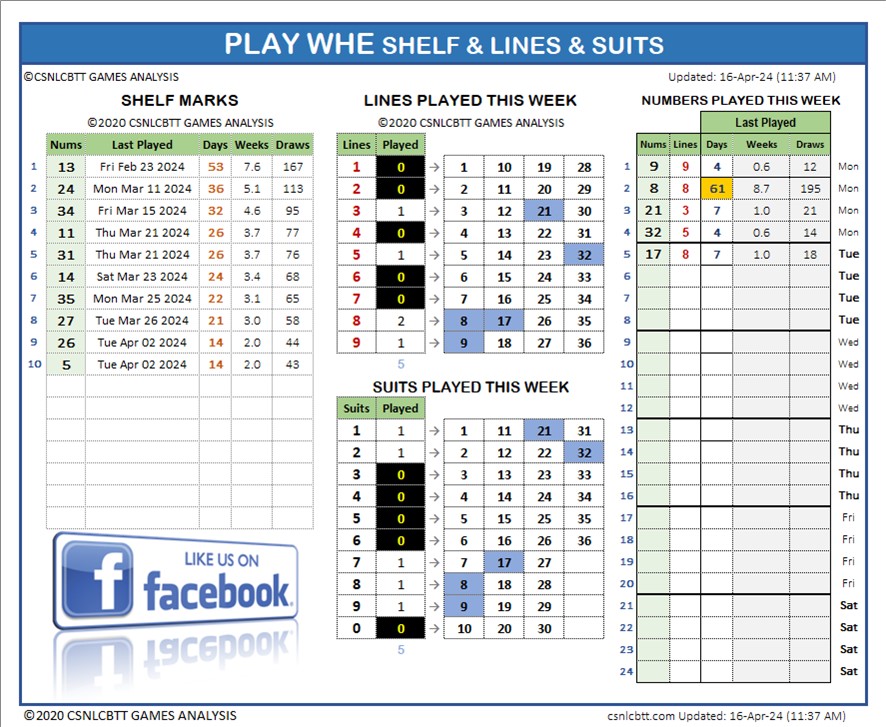 PLAY WHE SHELF & LINES & SUITS
©CSNLCBTT GAMES ANALYSIS
Updated: 16-Apr-24 (11:37 AM)
SHELF MARKS
©2020 CSNLCBTT GAMES ANALYSIS
Nums Last Played Days Weeks Draws
1 13 Fri Feb 23 2024 53 7.6 167
2 24 Mon Mar 11 2024 36 5.1 113
3 34 Fri Mar 15 2024 32 4.6 95
4 11 Thu Mar 21 2024 26 3.7 77
5 31 Thu Mar 21 2024 26 3.7 76
6 14 Sat Mar 23 2024 24 3.4 68
7 35 Mon Mar 25 2024 22 3.1 65
8 27 Tue Mar 26 2024 21 3.0 58
9 26 Tue Apr 02 2024 14 2.0 44
10 5 Tue Apr 02 2024 14 2.0 43
LIKE US ON
f facebook.
LINES PLAYED THIS WEEK
©2020 CSNLCBTT GAMES ANALYSIS
Lines Played
1 0 → 1 10 19 28
2 0 → 2 11 20 29
3 1 → 3 12 21 30
4 0 → 4 13 22 31
5 1 → 5 14 23 32
6 0 → 6 15 24 33
7 0 → 7 16 25 34
8 2 → 8 17 26 35
9 1 → 9 18 27 36
5
SUITS PLAYED THIS WEEK
Suits Played
1 1 → 1 11 21 31
2 1 → 2 12 22 32
3 0 → 3 13 23 33
4 0 → 4 14 24 34
5 0 → 5 15 25 35
6 0 → 6 16 26 36
7 1 → 7 17 27
8 1 → 8 18 28
9 1 → 9 19 29
0 0 → 10 20 30
5
NUMBERS PLAYED THIS WEEK
Last Played
Nums Lines Days Weeks Draws
1 9 9 4 0.6 12 Mon
2 8 8 61 8.7 195 Mon
3 21 3 7 1.0 21 Mon
4 32 5 4 0.6 14 Mon
5 17 8 7 1.0 18 Tue
6 Tue
7 Tue
8 Tue
9 Wed
10 Wed
11 Wed
12 Wed
13 Thu
14 Thu
15 Thu
16 Thu
17 Fri
18 Fri
19 Fri
20 Fri
21 Sat
22 Sat
23 Sat
24 Sat
©2020 CSNLCBTT GAMES ANALYSIS
csnlcbtt.com Updated: 16-Apr-24 (11:37 AM)